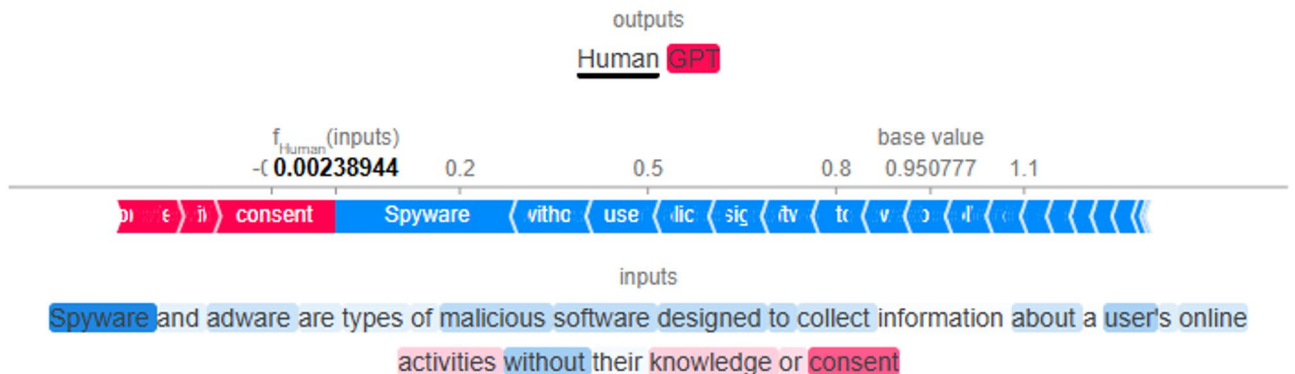 outputs
Human GPT
f Human (inputs) base value
0.00238944 0.2 0.5 0.8 0.950777 1.1
consent Spyware use
inputs
Spyware and adware are types of malicious software designed to collect information about a user's online
activities without their knowledge or consent